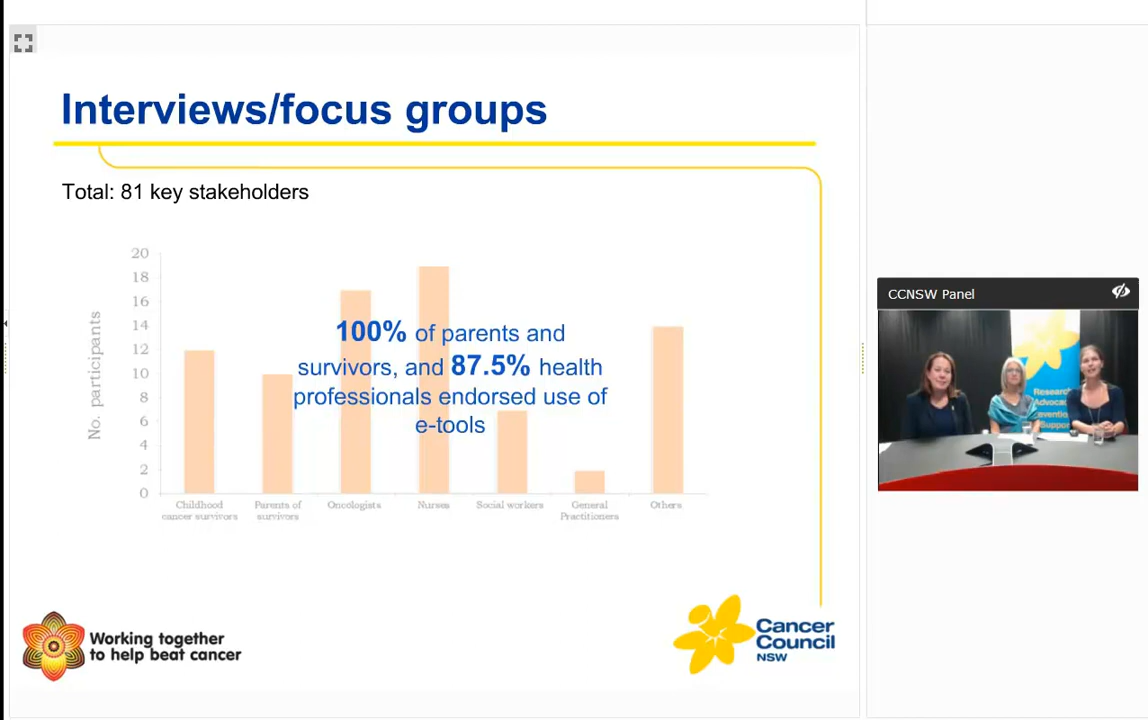 Interviews/focus groups
Total: 81 key stakeholders
20
18
16
14
12
10
8
6
4
2
0
No. participants
100% of parents and
survivors, and 87.5% health
professionals endorsed use of
e-tools
Childhood
cancer survivors
Parents of
survivors
Oncologists
Nurses
Social workers
General
Practitioners
Others
Working together
to help beat cancer
Cancer
Council
NSW
CCNSW Panel
Research
Support